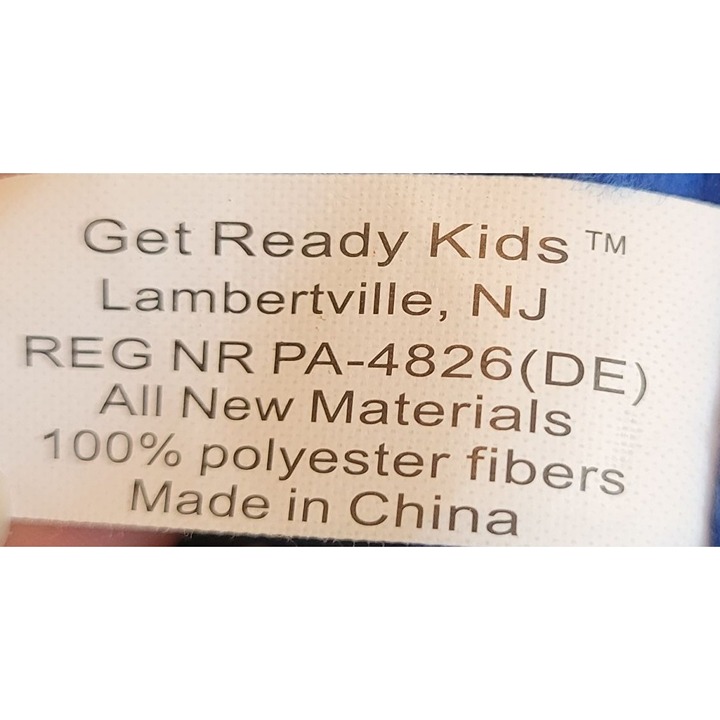 Get Ready Kids ™
Lambertville, NJ
REG NR PA-4826(DE)
All New Materials
100% polyester fibers
Made in China